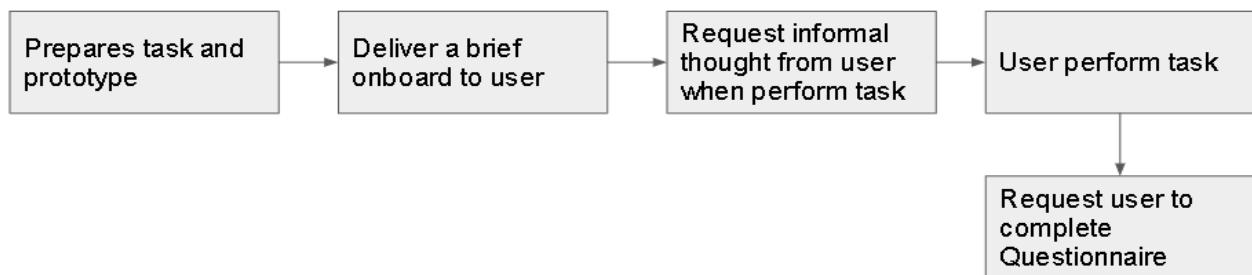 Prepares task and
prototype
Deliver a brief
onboard to user
Request informal
thought from user
when perform task
User perform task
Request user to
complete
Questionnaire